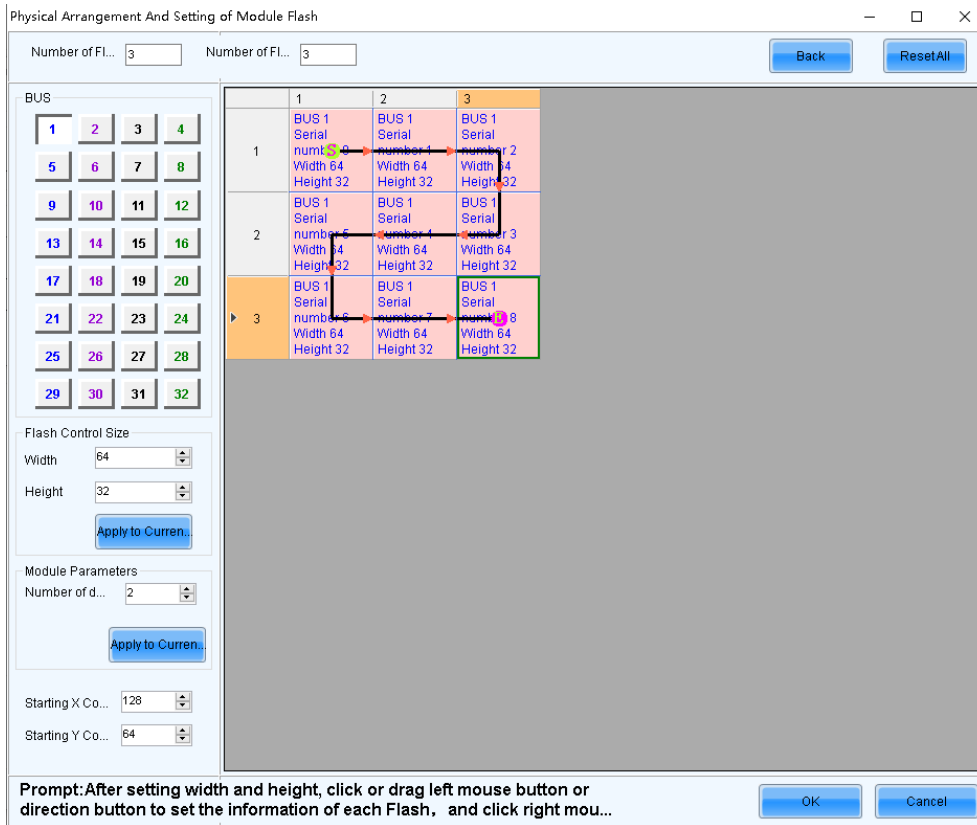 Physical Arrangement And Setting of Module Flash
Number of Fl... 3 Number of Fl... 3 Back ResetAll
BUS
1 2 3 4
5 6 7 8
9 10 11 12
13 14 15 16
17 18 19 20
21 22 23 24
25 26 27 28
29 30 31 32
Flash Control Size
Width 64
Height 32
Apply to Curren...
Module Parameters
Number of d... 2
Apply to Curren...
Starting X Co... 128
Starting Y Co... 64
1 2 3
1
BUS 1 BUS 1 BUS 1
Serial Serial Serial
S number 1 number 2
Width 64 Width 64 Width 64
Height 32 Height 32 Height 32
2
BUS 1 BUS 1 BUS 1
Serial Serial Serial
number 5 number 4 number 3
Width 64 Width 64 Width 64
Height 32 Height 32 Height 32
3
BUS 1 BUS 1 BUS 1
Serial Serial Serial
number 6 number 7 E 8
Width 64 Width 64 Width 64
Height 32 Height 32 Height 32
Prompt:After setting width and height, click or drag left mouse button or
direction button to set the information of each Flash, and click right mou...
OK Cancel